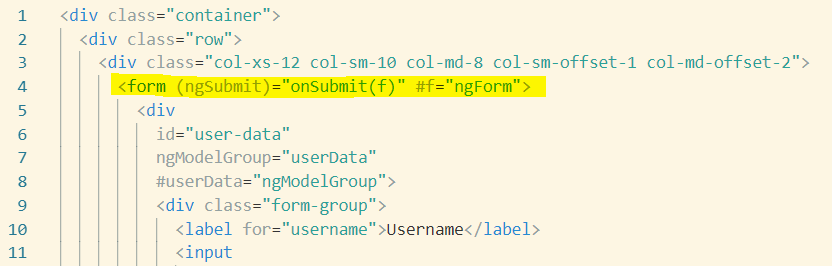 1 <div class="container">
2 <div class="row">
3 <div class="col-xs-12 col-sm-10 col-md-8 col-sm-offset-1 col-md-offset-2">
4 <form (ngSubmit)="onSubmit(f)" #f="ngForm">
5 <div
6 id="user-data"
7 ngModelGroup="userData"
8 #userData="ngModelGroup">
9 <div class="form-group">
10 <label for="username">Username</label>
11 <input